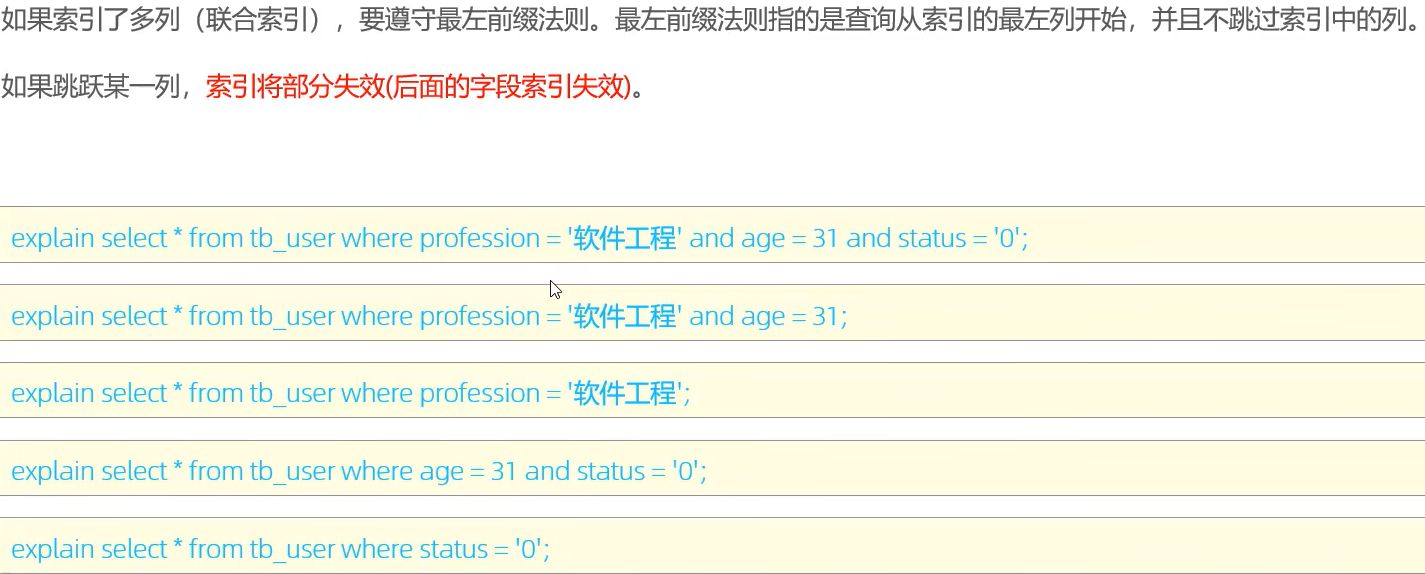 如果索引了多列（联合索引），要遵守最左前缀法则。最左前缀法则指的是查询从索引的最左列开始，并且不跳过索引中的列。
如果跳跃某一列，索引将部分失效(后面的字段索引失效)。
explain select * from tb_user where profession = '软件工程' and age = 31 and status = '0';
explain select * from tb_user where profession = '软件工程' and age = 31;
explain select * from tb_user where profession = '软件工程';
explain select * from tb_user where age = 31 and status = '0';
explain select * from tb_user where status = '0';